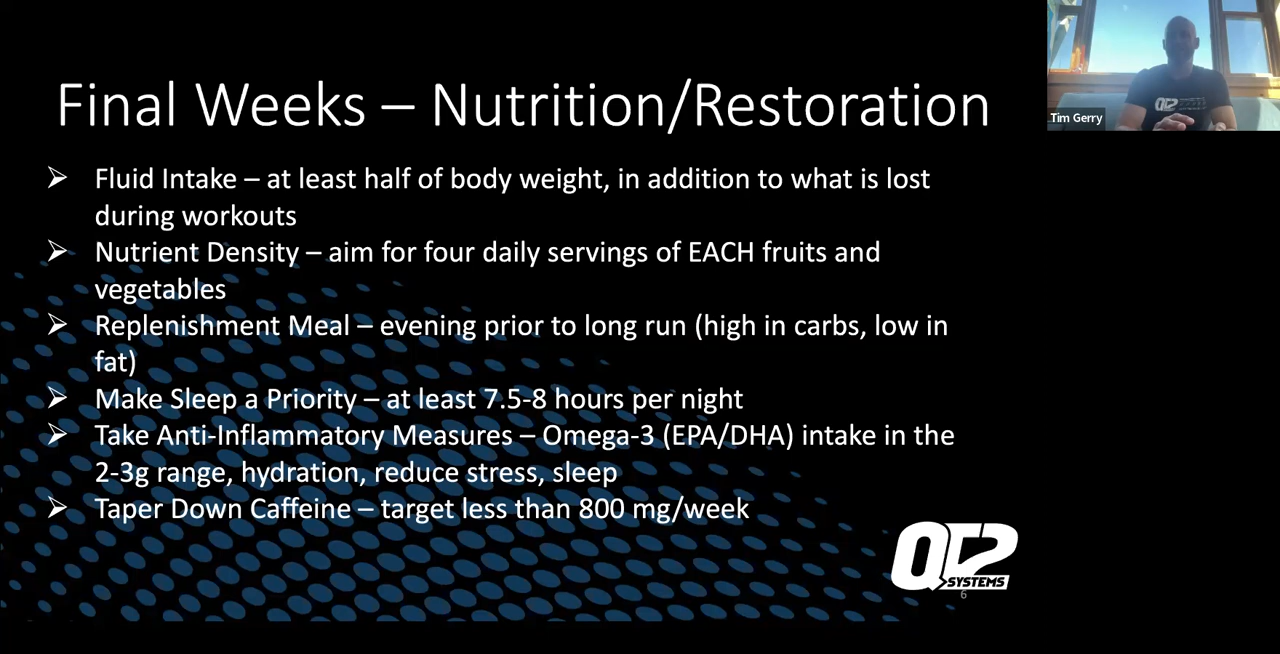 Final Weeks – Nutrition/Restoration
Tim Gerry
QT2
➢ Fluid Intake – at least half of body weight, in addition to what is lost
during workouts
➢ Nutrient Density – aim for four daily servings of EACH fruits and
vegetables
➢ Replenishment Meal – evening prior to long run (high in carbs, low in
fat)
➢ Make Sleep a Priority – at least 7.5-8 hours per night
➢ Take Anti-Inflammatory Measures – Omega-3 (EPA/DHA) intake in the
2-3g range, hydration, reduce stress, sleep
➢ Taper Down Caffeine – target less than 800 mg/week
QT2
SYSTEMS
6